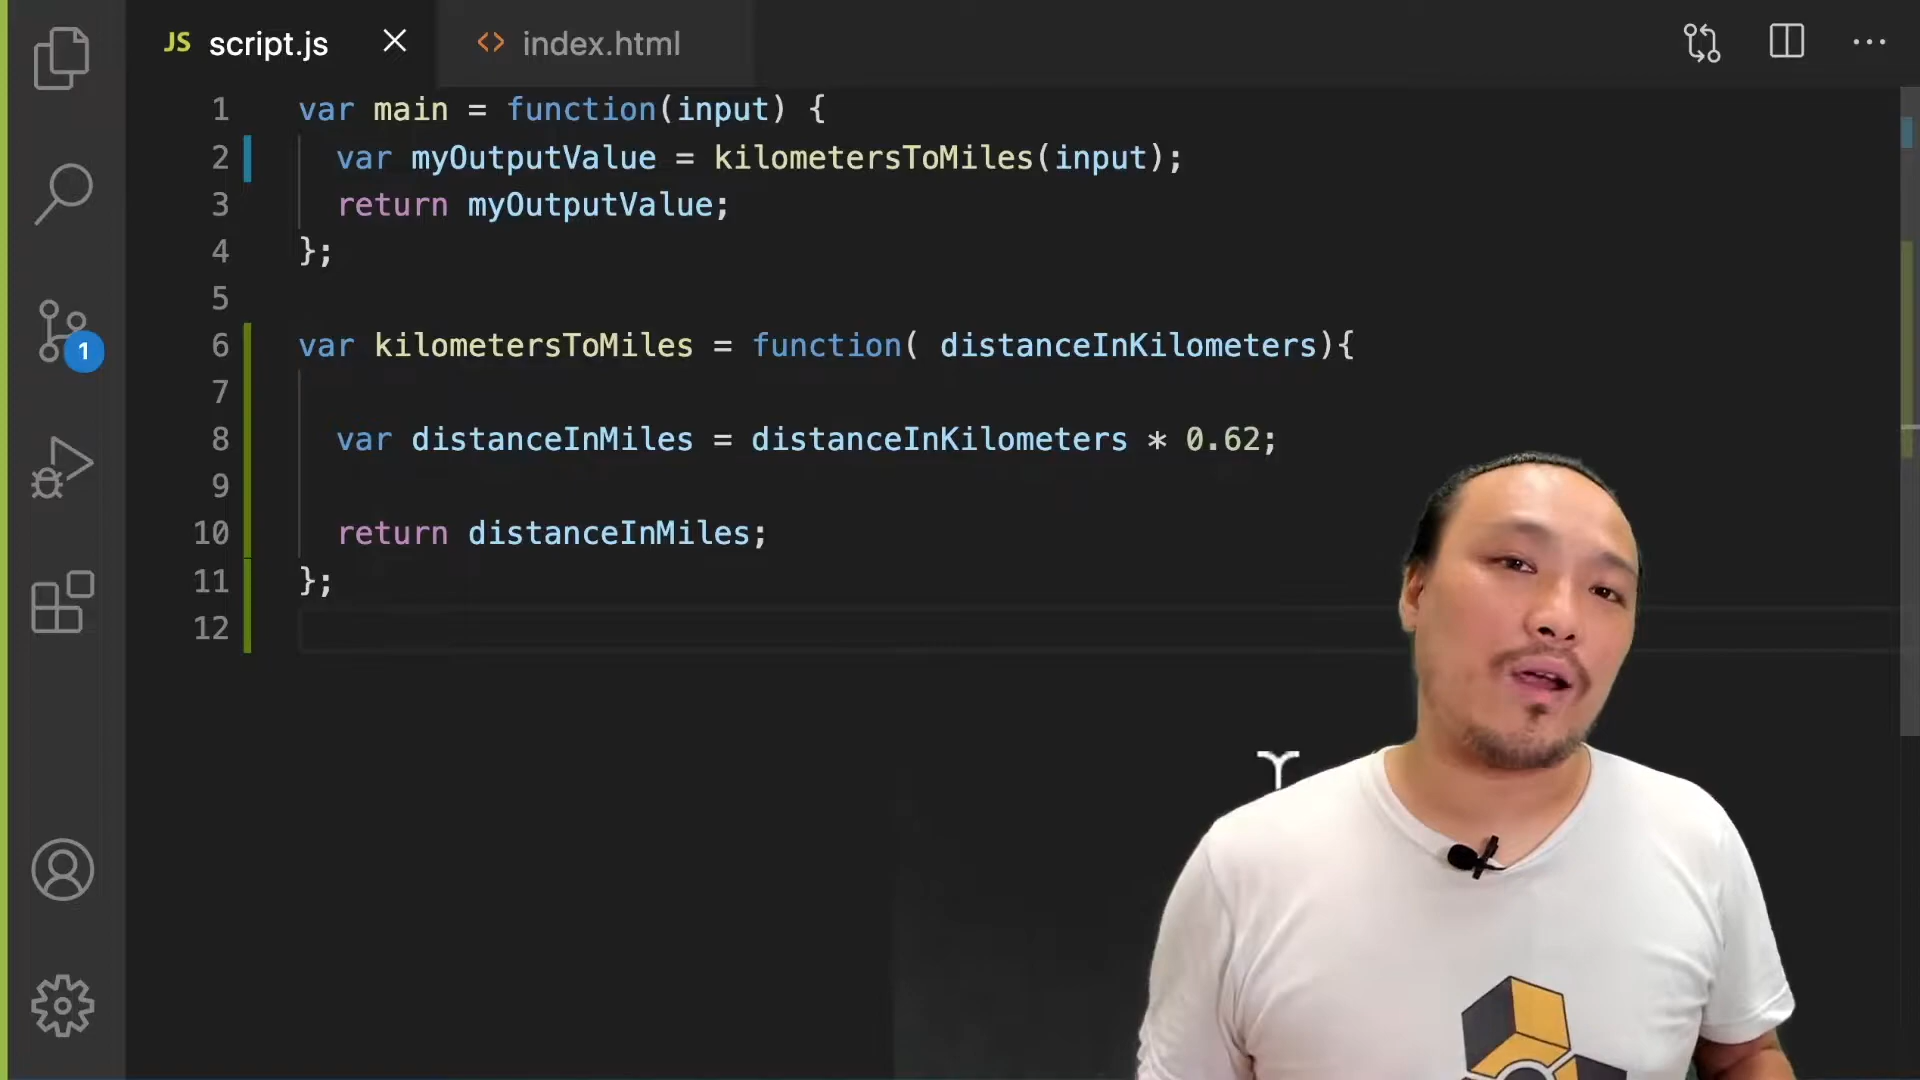 JS script.js
index.html
1 var main = function(input) {
2 var myOutputValue = kilometersToMiles(input);
3 return myOutputValue;
4 };
5
6 var kilometersToMiles = function( distanceInKilometers){
7
8 var distanceInMiles = distanceInKilometers * 0.62;
9
10 return distanceInMiles;
11 };
12
1